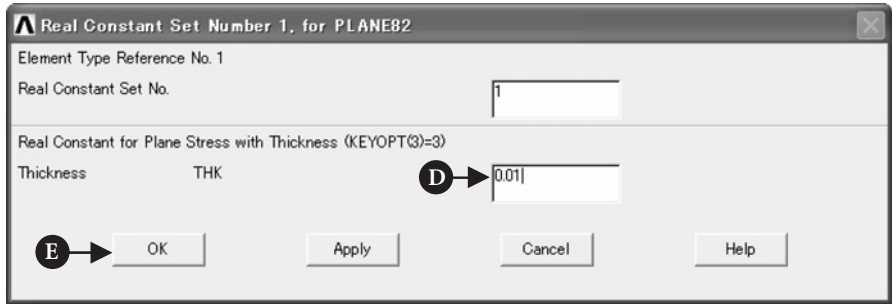 Real Constant Set Number 1, for PLANE82
Element Type Reference No. 1
Real Constant Set No. 1
Real Constant for Plane Stress with Thickness (KEYOPT(3)=3)
Thickness THK D 0.01
E OK Apply Cancel Help